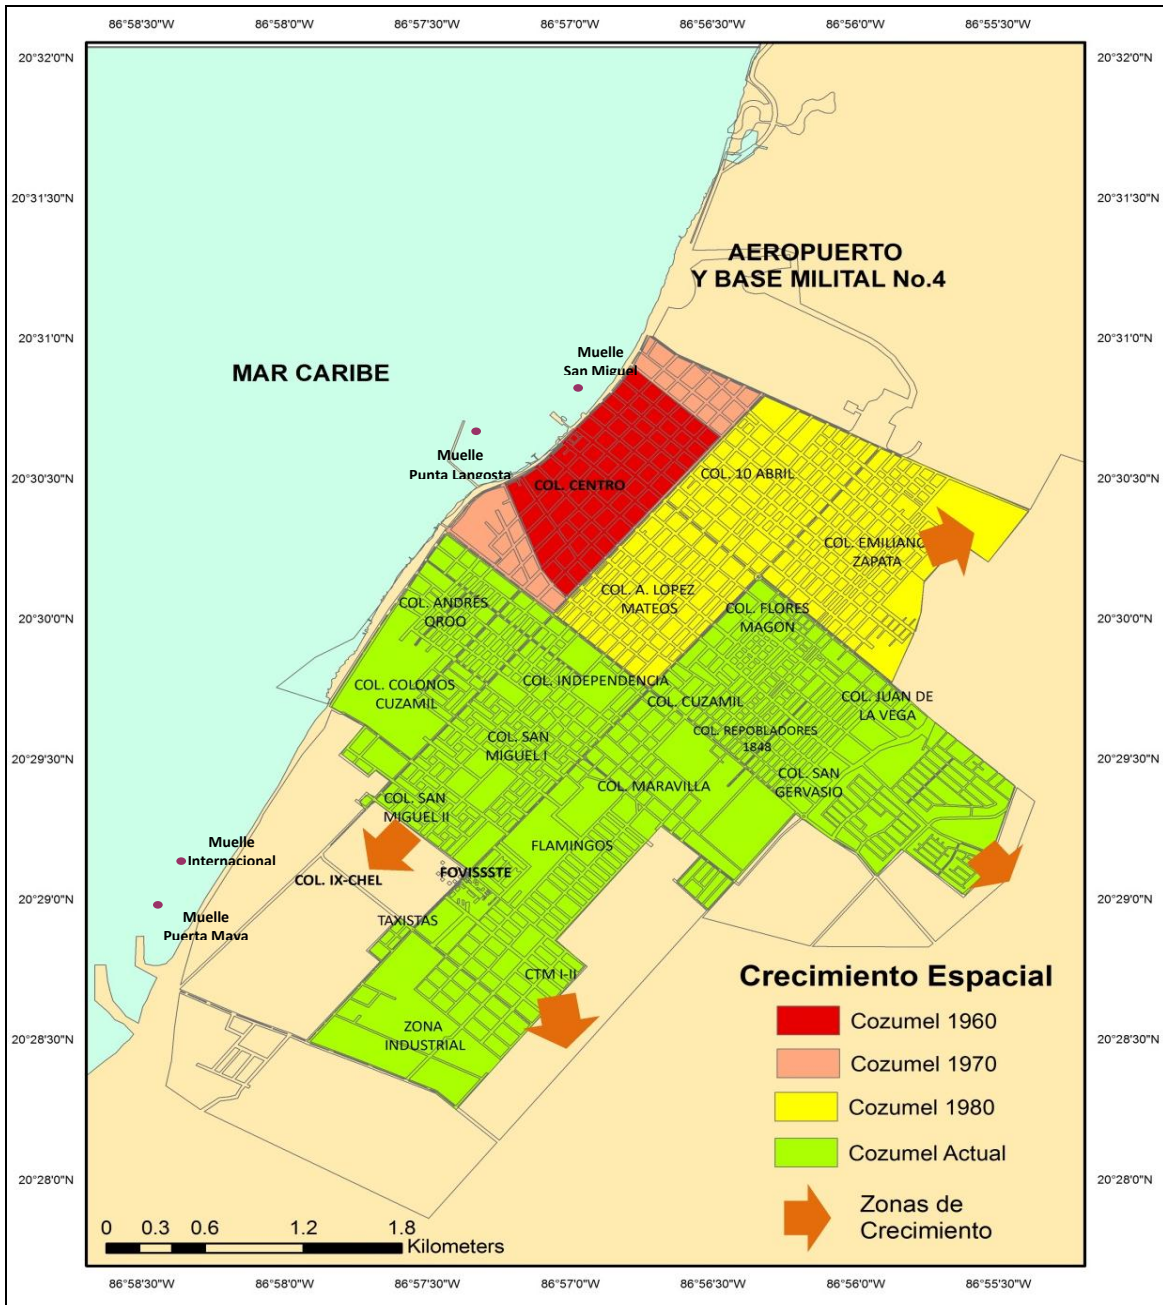 86°58'30"W
86°58'0"W
86°57'30"W
86°57'0"W
86°56'30"W
86°56'0"W
86°55'30"W
20°32'0"N
20°32'0"N
20°31'30"N
20°31'30"N
AEROPUERTO
Y BASE MILITAR No.4
20°31'0"N
20°31'0"N
MAR CARIBE
Muelle
San Miguel
Muelle
Punta Langosta
20°30'30"N
20°30'30"N
COL. CENTRO
COL. 10 ABRIL
COL. EMILIANO
ZAPATA
COL. A. LOPEZ
MATEOS
COL. ANDRÉS
QROO
COL. FLORES
MAGON
20°30'0"N
20°30'0"N
COL. COLONOS
CUZAMIL
COL. INDEPENDENCIA
COL. CUZAMIL
COL. JUAN DE
LA VEGA
COL. REPOBLADORES
1848
COL. SAN
MIGUEL I
20°29'30"N
20°29'30"N
COL. MARAVILLA
COL. SAN
GERVASIO
COL. SAN
MIGUEL II
FLAMINGOS
Muelle
Internacional
COL. IX-CHEL
FOVISSSTE
20°29'0"N
20°29'0"N
Muelle
Puerta Maya
TAXISTAS
CTM I-II
ZONA
INDUSTRIAL
20°28'30"N
20°28'30"N
Crecimiento Espacial
Cozumel 1960
Cozumel 1970
Cozumel 1980
Cozumel Actual
Zonas de
Crecimiento
20°28'0"N
20°28'0"N
0 0.3 0.6 1.2 1.8
Kilometers
86°58'30"W
86°58'0"W
86°57'30"W
86°57'0"W
86°56'30"W
86°56'0"W
86°55'30"W